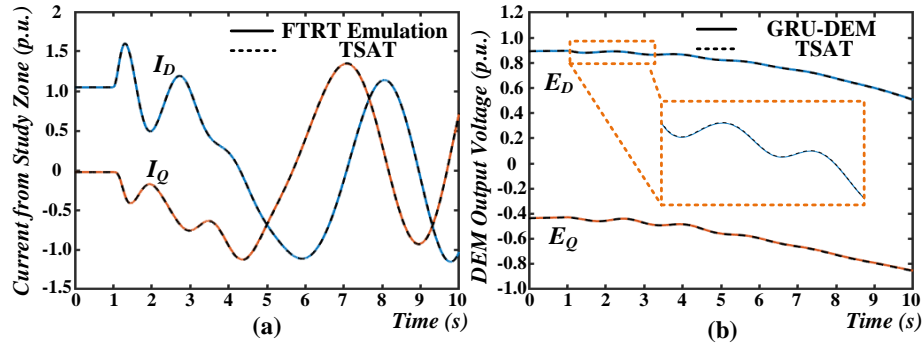 Current from Study Zone (p.u.)
2.0
1.5
1.0
0.5
0
-0.5
-1.0
-1.5
FTRT Emulation
TSAT
I_D
I_Q
0 1 2 3 4 5 6 7 8 9 10
Time (s)
(a)
DEM Output Voltage (p.u.)
1.0
0.8
0.6
0.4
0.2
0
-0.2
-0.4
-0.6
-0.8
-1.0
GRU-DEM
TSAT
E_D
E_Q
0 1 2 3 4 5 6 7 8 9 10
Time (s)
(b)